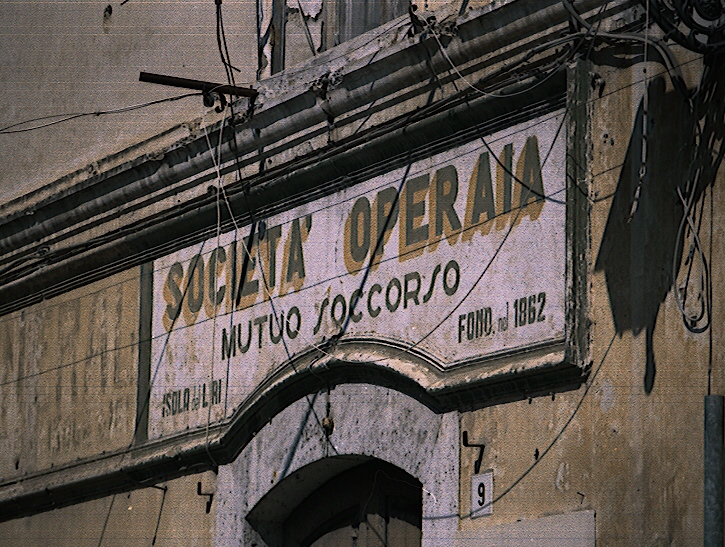 SOCIETA' OPERAIA
MUTUO SOCCORSO
FOND. nel 1862
ISOLA del LIRI
9